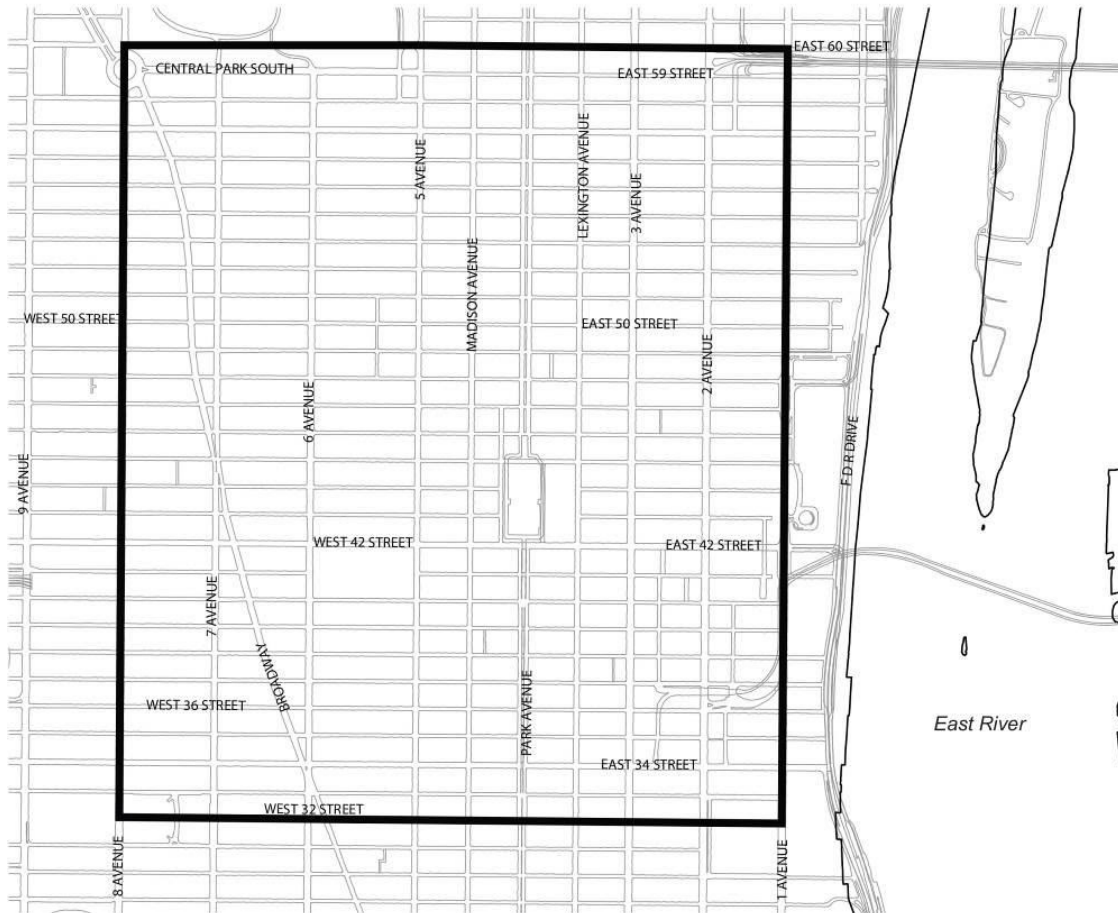 EAST 60 STREET
CENTRAL PARK SOUTH
EAST 59 STREET
5 AVENUE
LEXINGTON AVENUE
3 AVENUE
MADISON AVENUE
WEST 50 STREET
EAST 50 STREET
2 AVENUE
6 AVENUE
F D R DRIVE
9 AVENUE
WEST 42 STREET
EAST 42 STREET
7 AVENUE
BROADWAY
WEST 36 STREET
PARK AVENUE
East River
EAST 34 STREET
WEST 32 STREET
8 AVENUE
1 AVENUE